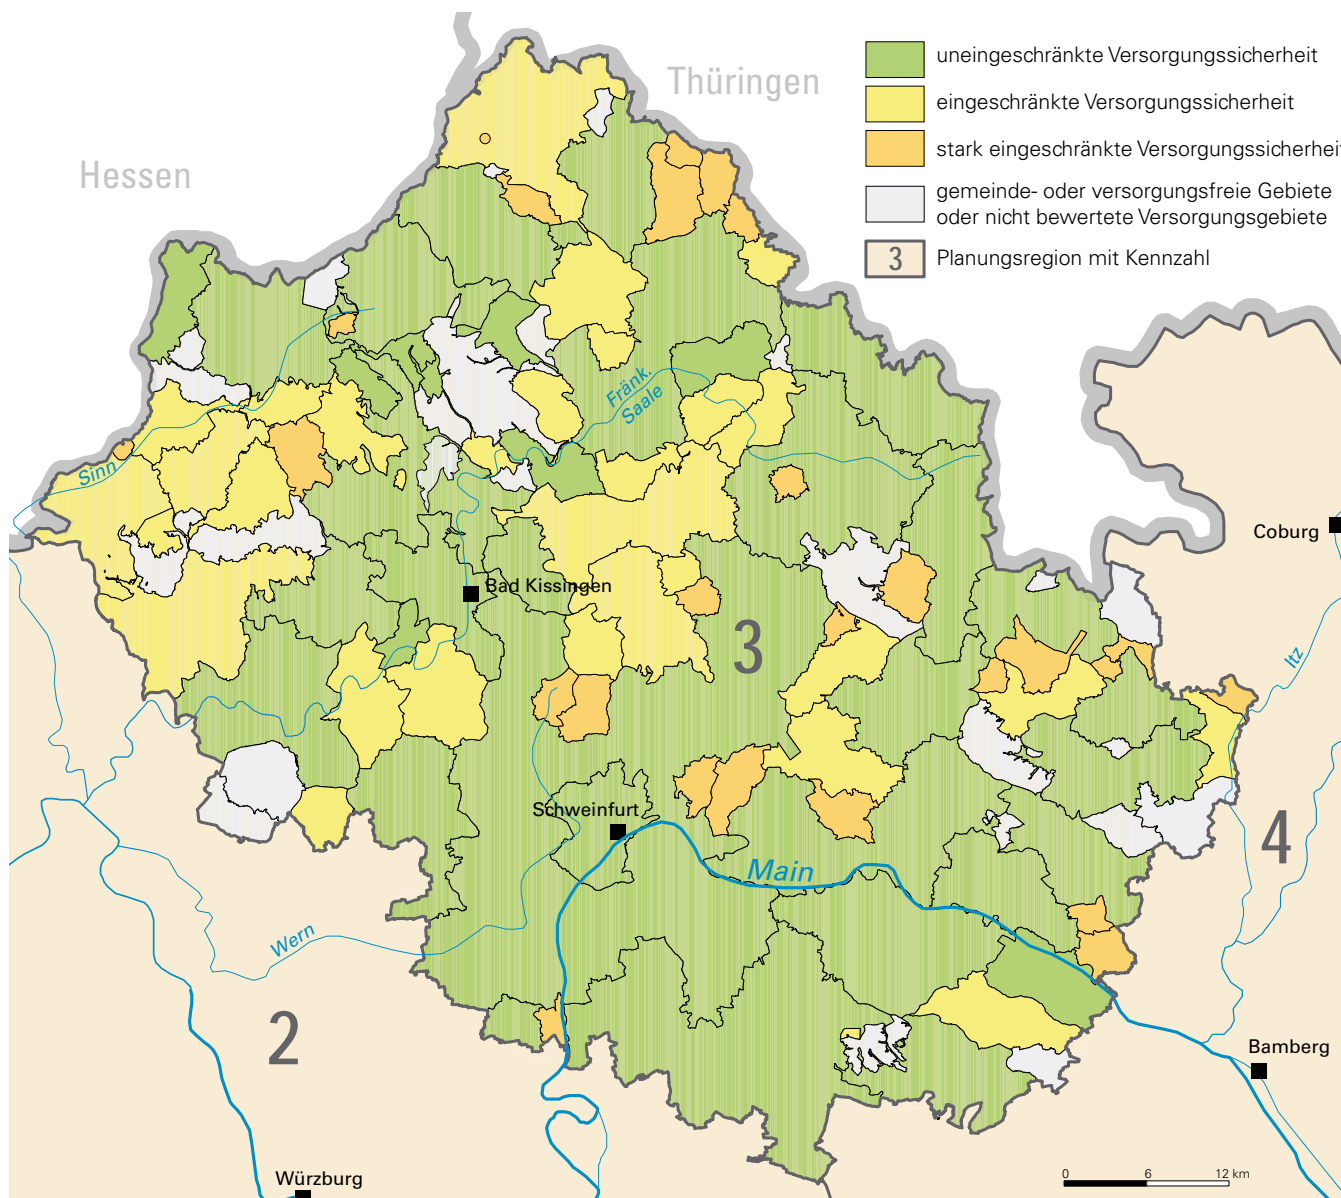 uneingeschränkte Versorgungssicherheit
eingeschränkte Versorgungssicherheit
stark eingeschränkte Versorgungssicherheit
gemeinde- oder versorgungsfreie Gebiete
oder nicht bewertete Versorgungsgebiete
3 Planungsregion mit Kennzahl
Thüringen
Hessen
Fränk.
Saale
Sinn
Coburg
Bad Kissingen
3
Itz
Schweinfurt
4
Main
Wern
2
Bamberg
Würzburg
0 6 12 km